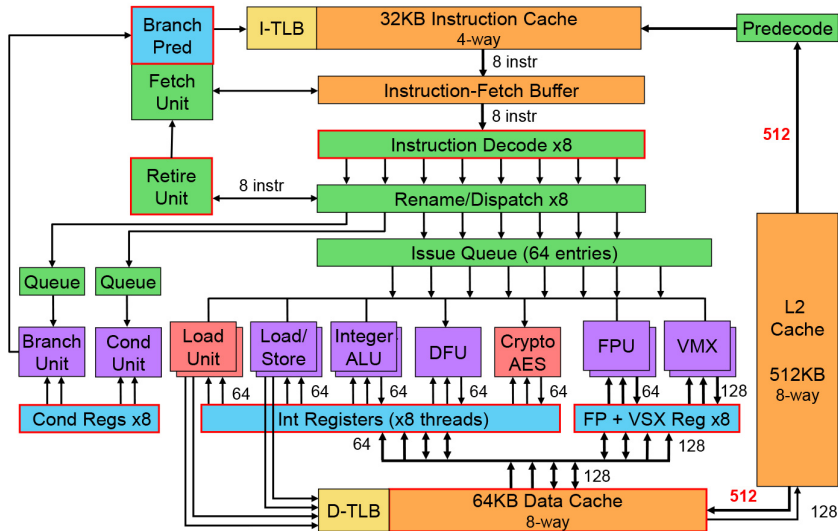 Branch
Pred
I-TLB
32KB Instruction Cache
4-way
Predecode
8 instr
Fetch
Unit
Instruction-Fetch Buffer
8 instr
512
Instruction Decode x8
Retire
Unit
8 instr
Rename/Dispatch x8
Issue Queue (64 entries)
Queue
Queue
L2
Cache
512KB
8-way
Branch
Unit
Cond
Unit
Load
Unit
Load/
Store
Integer
ALU
DFU
Crypto
AES
FPU
VMX
64
64
64
64
64
64
128
Cond Regs x8
Int Registers (x8 threads)
FP + VSX Reg x8
64
128
128
D-TLB
64KB Data Cache
8-way
512
128